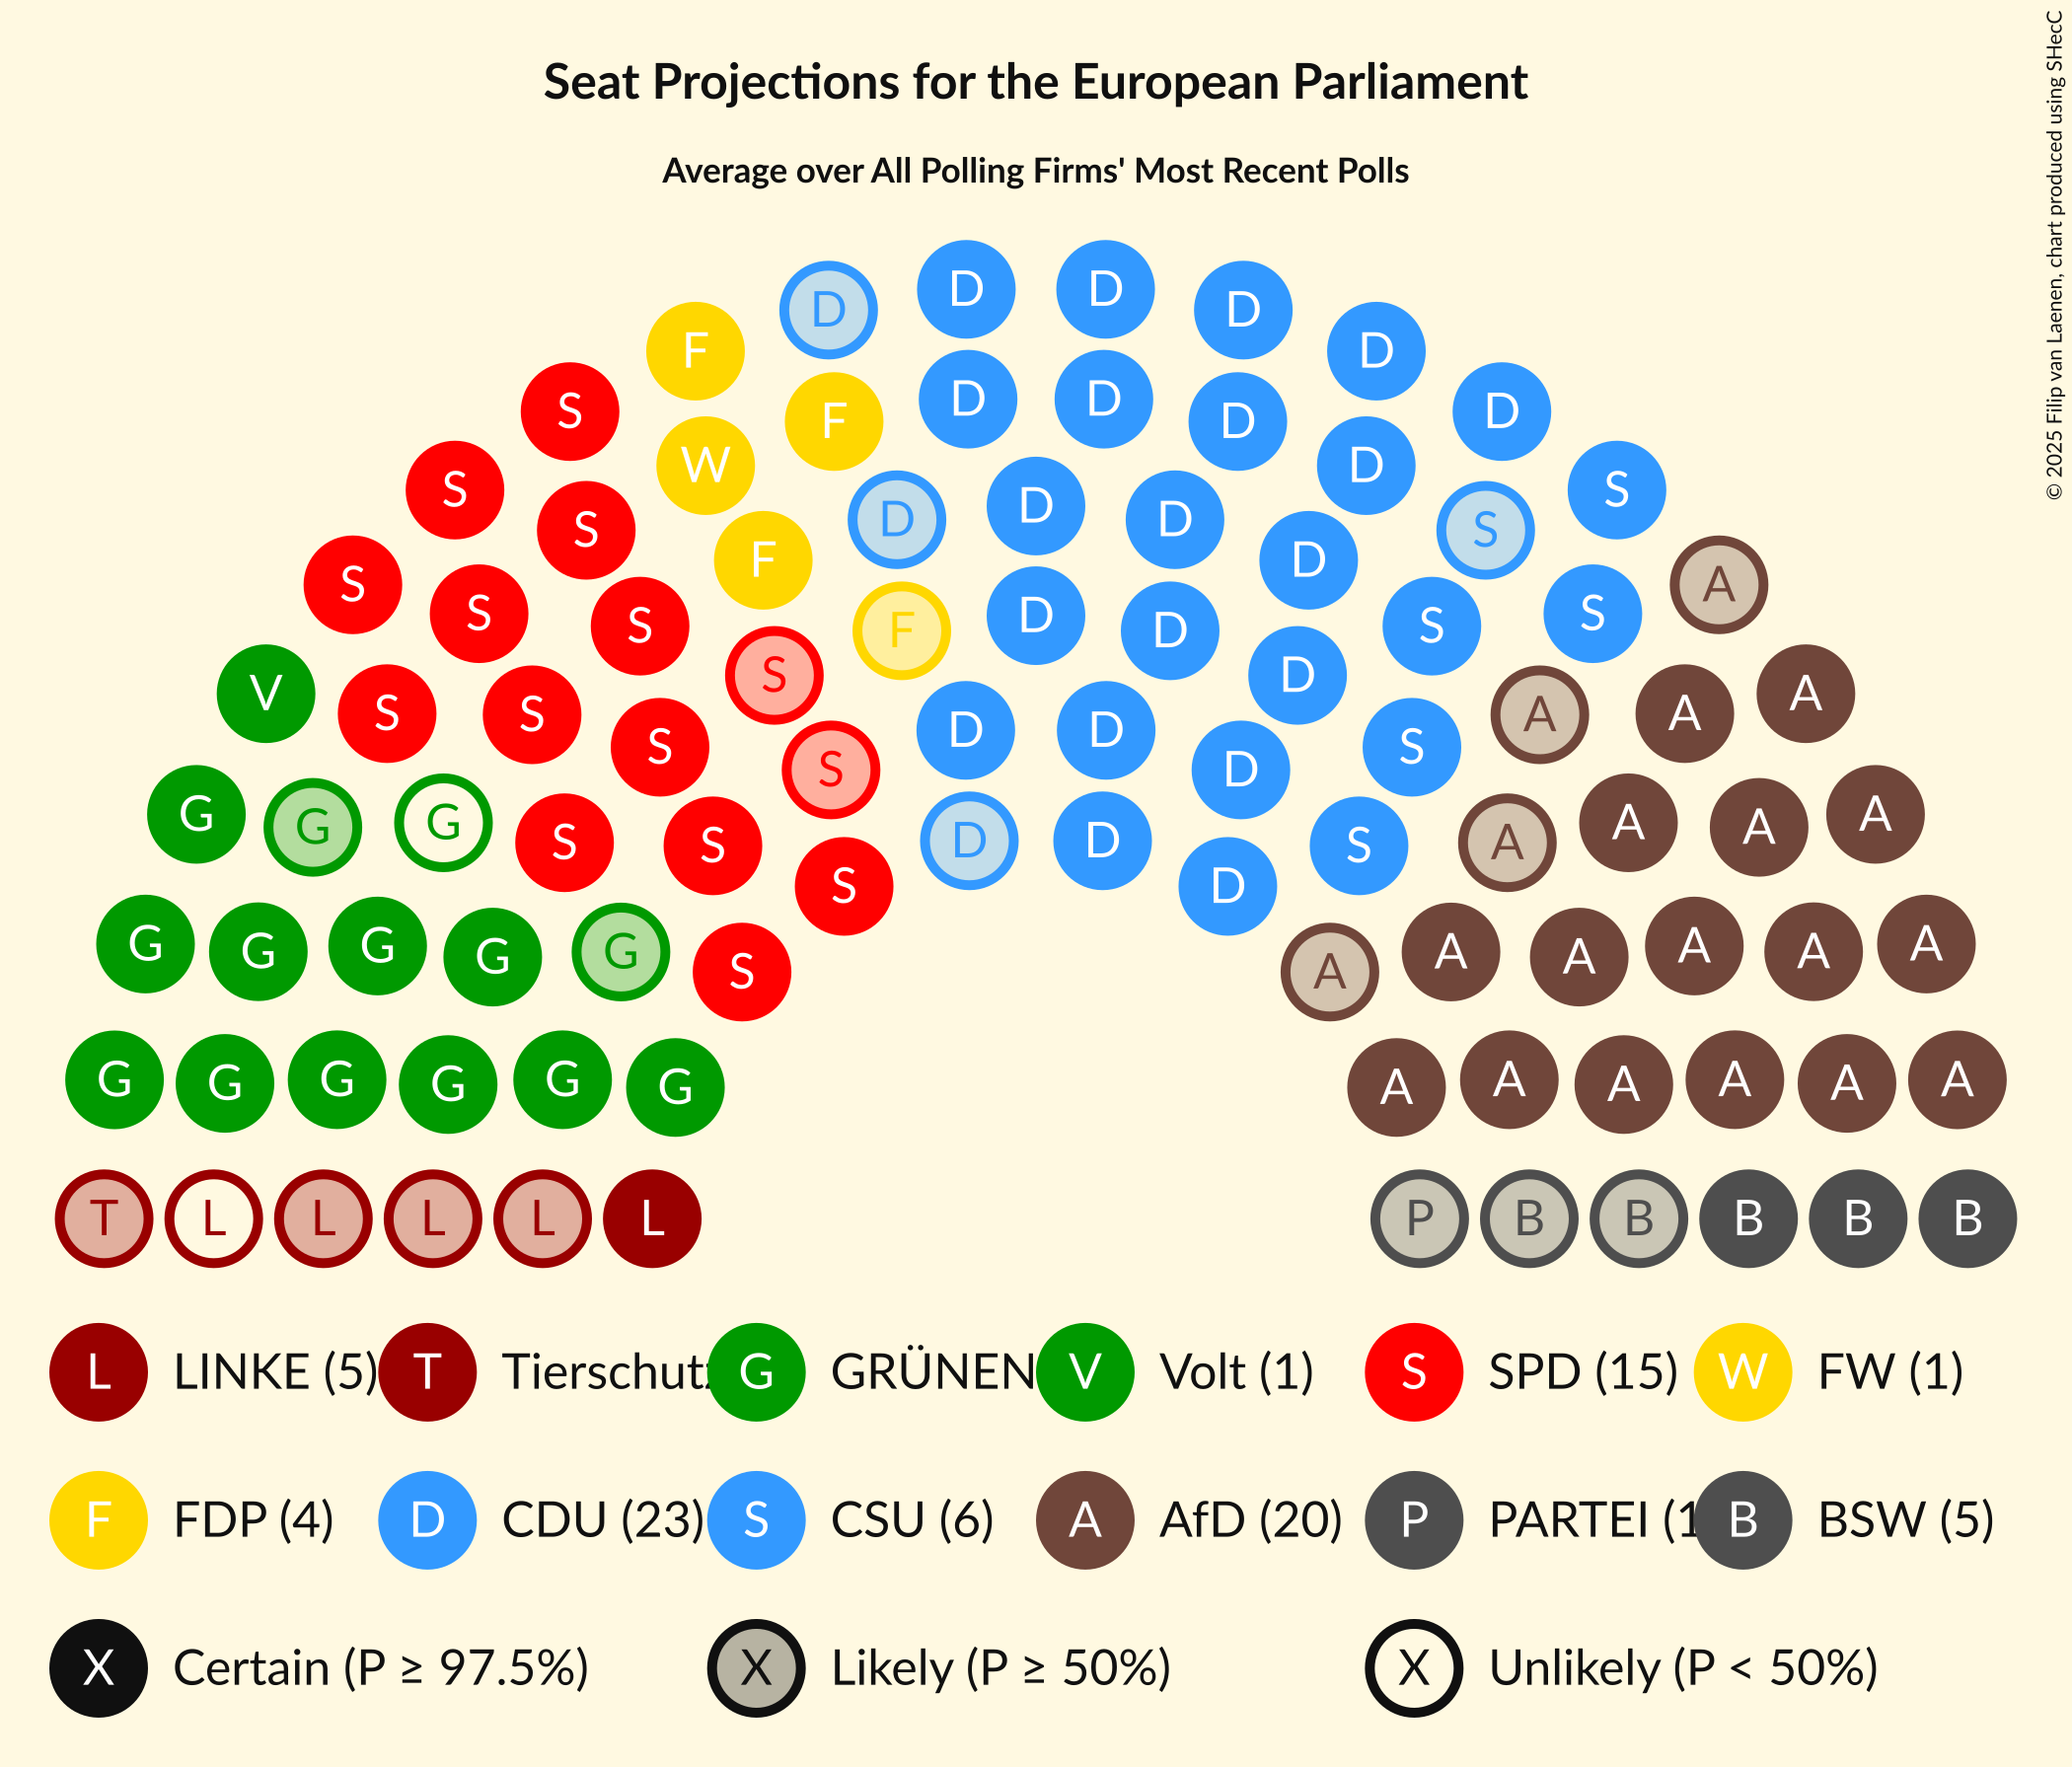 Seat Projections for the European Parliament
Average over All Polling Firms' Most Recent Polls
© 2025 Filip van Laenen, chart produced using SHecC
D D D D
F D D
S F D D D D
S W D S
S D D D S
S F D S
S S D D S A
S F D S
V S S S D D D A A A
S D D S
G G G S S S D D D D S A A A A
G G G G G S S D A A A A A A
G G G G G G A A A A A A
T L L L L L P B B B B B
L LINKE (5) T Tierschutz G GRÜNEN V Volt (1) S SPD (15) W FW (1)
F FDP (4) D CDU (23) S CSU (6) A AfD (20) P PARTEI (1 B BSW (5)
X Certain (P ≥ 97.5%) X Likely (P ≥ 50%) X Unlikely (P < 50%)